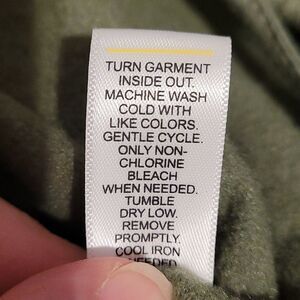 TURN GARMENT
INSIDE OUT.
MACHINE WASH
COLD WITH
LIKE COLORS.
GENTLE CYCLE.
ONLY NON-
CHLORINE
BLEACH
WHEN NEEDED.
TUMBLE
DRY LOW.
REMOVE
PROMPTLY.
COOL IRON
NEEDED